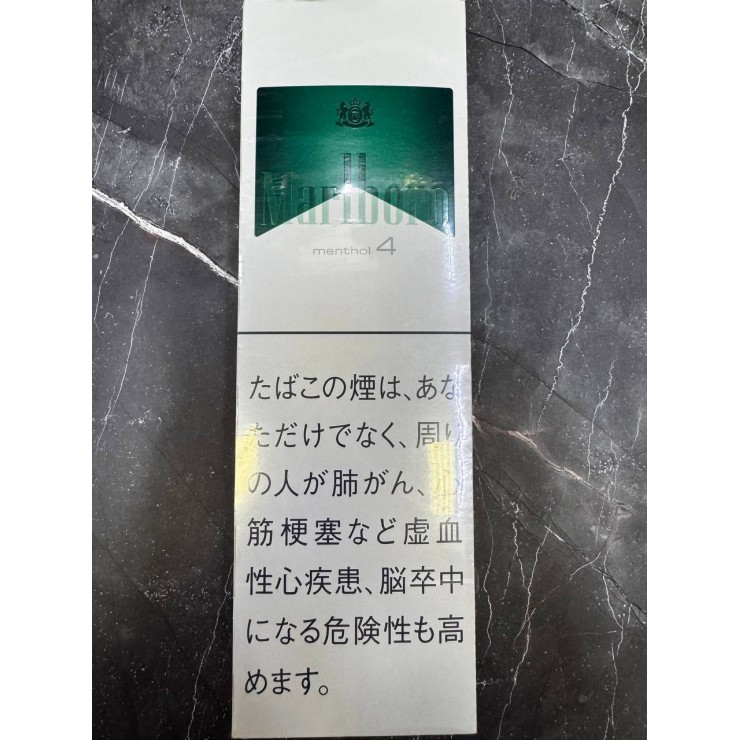 Marlboro
menthol 4
たばこの煙は、あな
ただけでなく、周り
の人が肺がん、心
筋梗塞など虚血
性心疾患、脳卒中
になる危険性も高
めます。